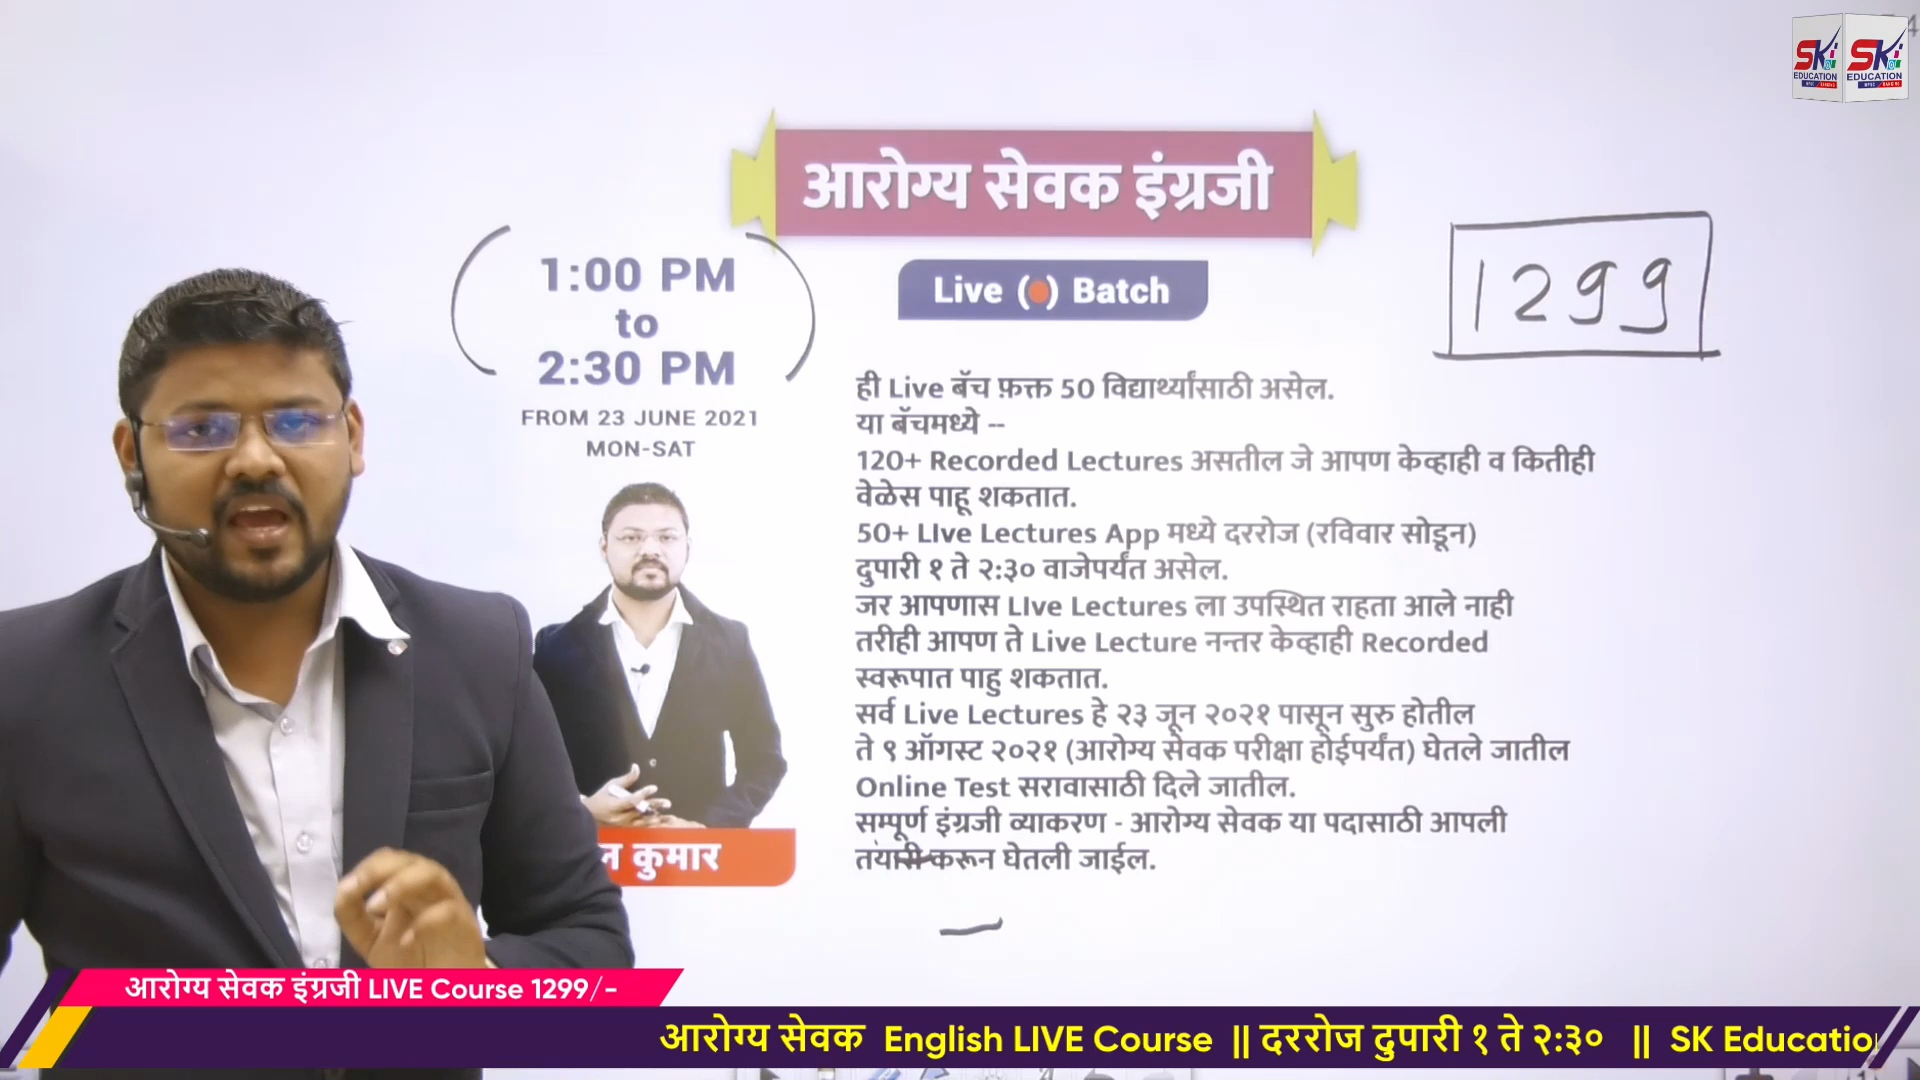 SK EDUCATION
SK EDUCATION
आरोग्य सेवक इंग्रजी
1299
1:00 PM
to
2:30 PM
FROM 23 JUNE 2021
MON-SAT
Live Batch
ही Live बॅच फ़क्त 50 विद्यार्थ्यांसाठी असेल.
या बॅचमध्ये --
120+ Recorded Lectures असतील जे आपण केव्हाही व कितीही
वेळेस पाहू शकतात.
50+ LIve Lectures App मध्ये दररोज (रविवार सोडून)
दुपारी १ ते २:३० वाजेपर्यंत असेल.
जर आपणास LIve Lectures ला उपस्थित राहता आले नाही
तरीही आपण ते Live Lecture नन्तर केव्हाही Recorded
स्वरूपात पाहु शकतात.
सर्व Live Lectures हे २३ जून २०२१ पासून सुरु होतील
ते ९ ऑगस्ट २०२१ (आरोग्य सेवक परीक्षा होईपर्यंत) घेतले जातील
Online Test सरावासाठी दिले जातील.
सम्पूर्ण इंग्रजी व्याकरण - आरोग्य सेवक या पदासाठी आपली
तयारी करून घेतली जाईल.
कुमार
आरोग्य सेवक इंग्रजी LIVE Course 1299/-
आरोग्य सेवक English LIVE Course || दररोज दुपारी १ ते २:३० || SK Educatio